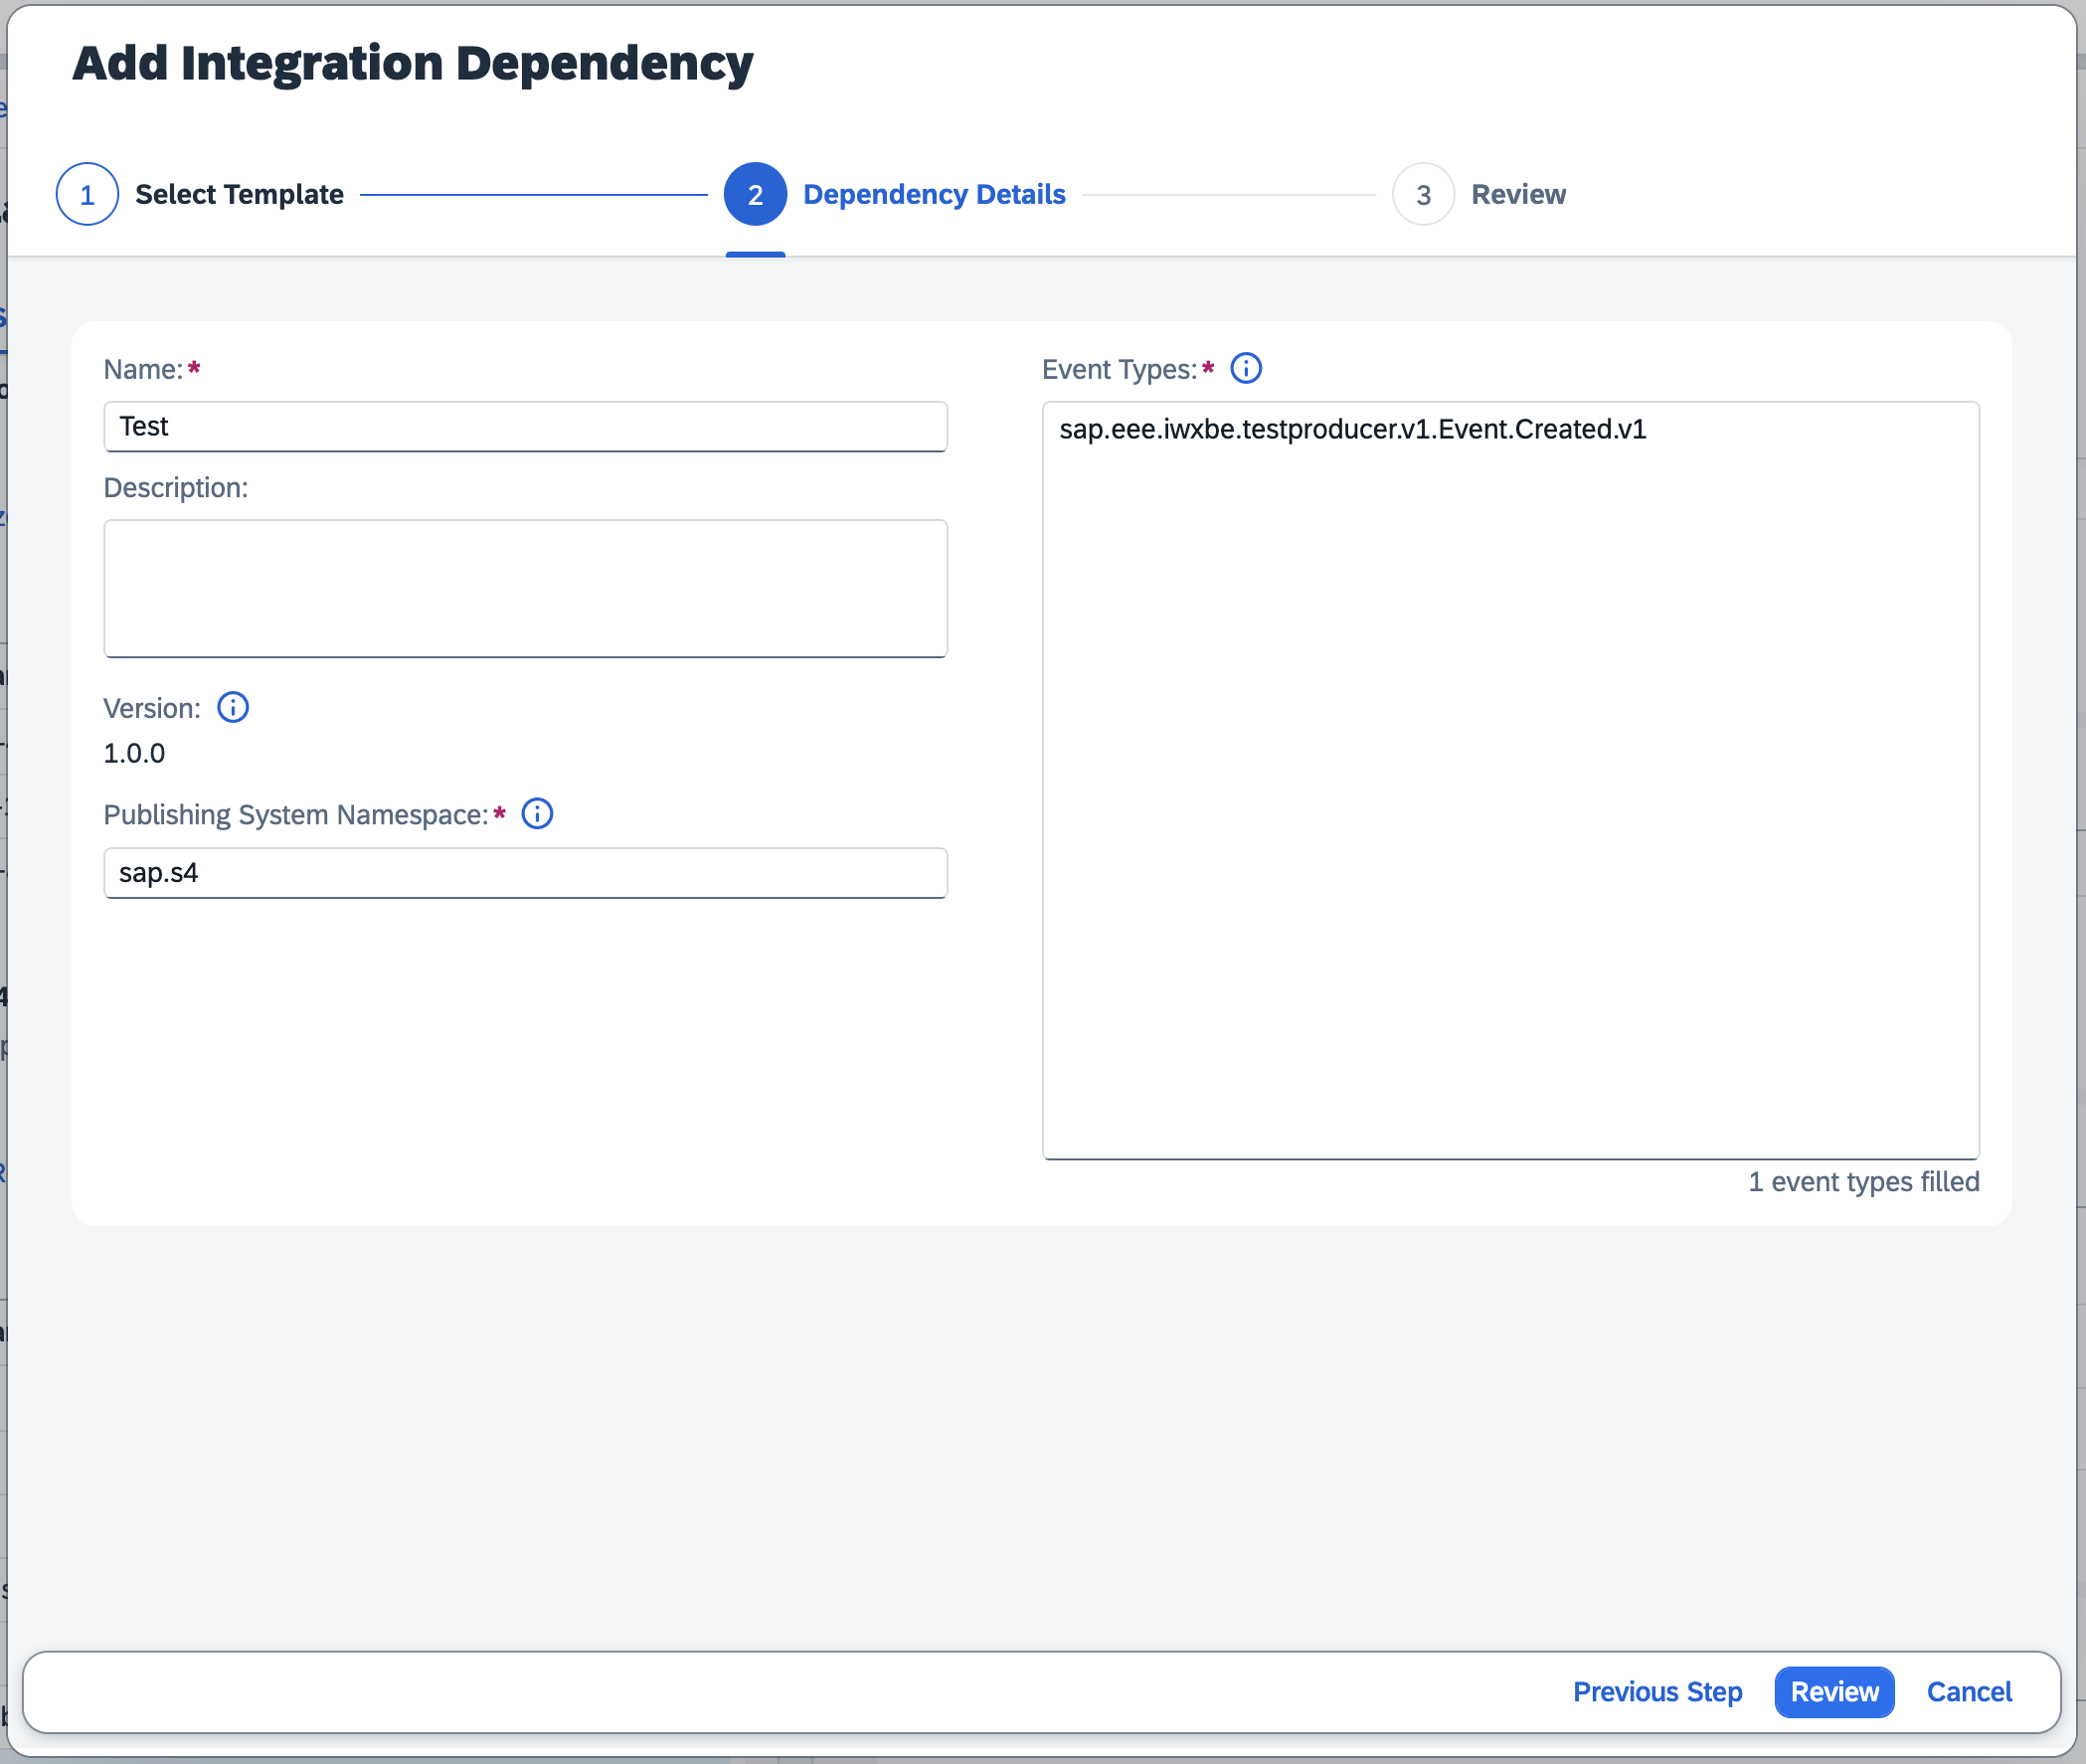 Add Integration Dependency
1 Select Template
2 Dependency Details
3 Review
Name:*
Test
Description:
Version:
1.0.0
Publishing System Namespace:*
sap.s4
Event Types:*
sap.eee.iwxbe.testproducer.v1.Event.Created.v1
1 event types filled
Previous Step Review Cancel